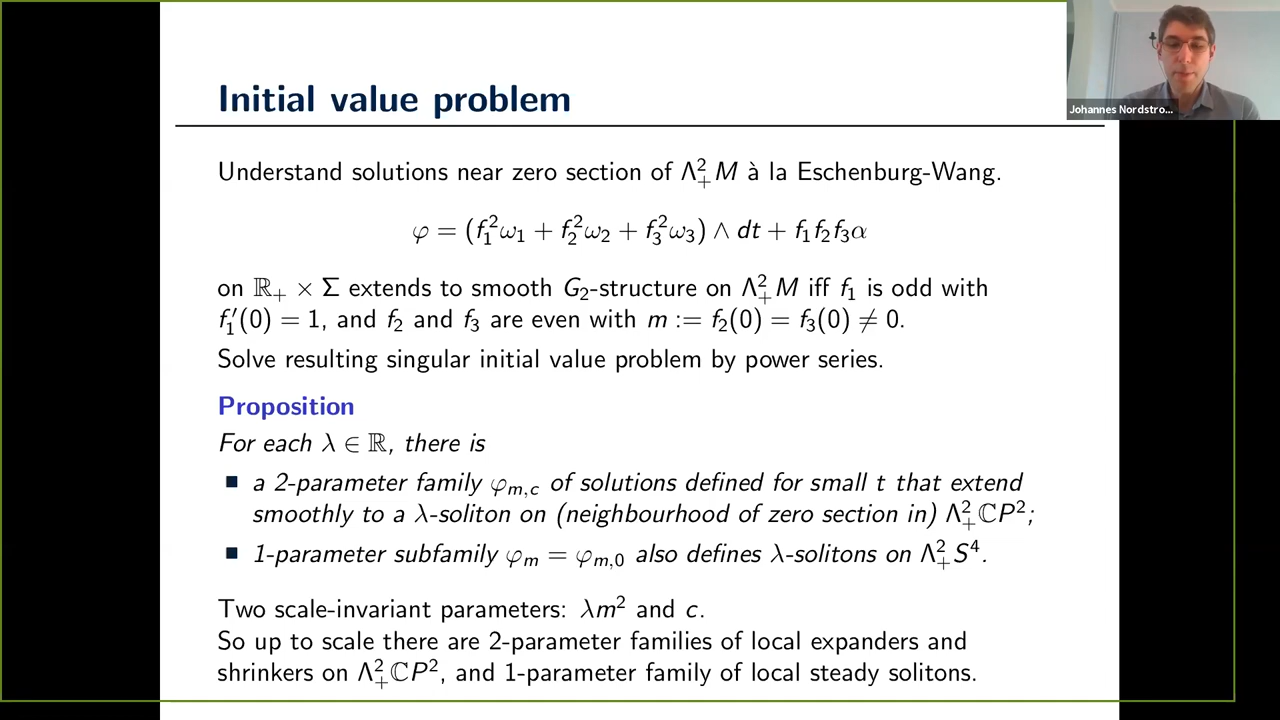 Initial value problem
Johannes Nordstro...
Understand solutions near zero section of Λ²₊M à la Eschenburg-Wang.
φ = (f₁²ω₁ + f₂²ω₂ + f₃²ω₃) ∧ dt + f₁f₂f₃α
on ℝ₊ × Σ extends to smooth G₂-structure on Λ²₊M iff f₁ is odd with
f₁′(0) = 1, and f₂ and f₃ are even with m := f₂(0) = f₃(0) ≠ 0.
Solve resulting singular initial value problem by power series.
Proposition
For each λ ∈ ℝ, there is
■ a 2-parameter family φ_{m,c} of solutions defined for small t that extend
smoothly to a λ-soliton on (neighbourhood of zero section in) Λ²₊ℂP²;
■ 1-parameter subfamily φ_m = φ_{m,0} also defines λ-solitons on Λ²₊S⁴.
Two scale-invariant parameters: λm² and c.
So up to scale there are 2-parameter families of local expanders and
shrinkers on Λ²₊ℂP², and 1-parameter family of local steady solitons.